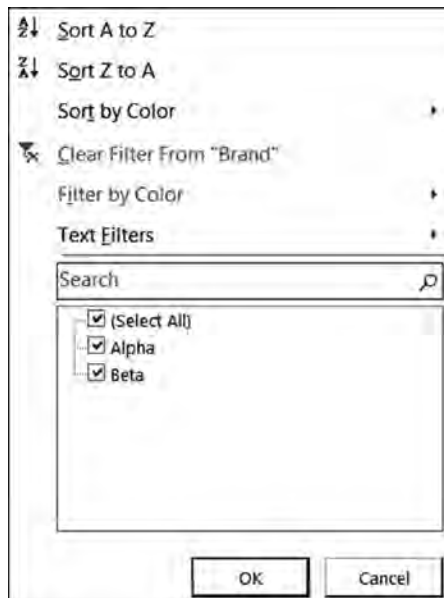 Sort A to Z
Sort Z to A
Sort by Color
Clear Filter From "Brand"
Filter by Color
Text Filters
Search
(Select All)
Alpha
Beta
OK
Cancel